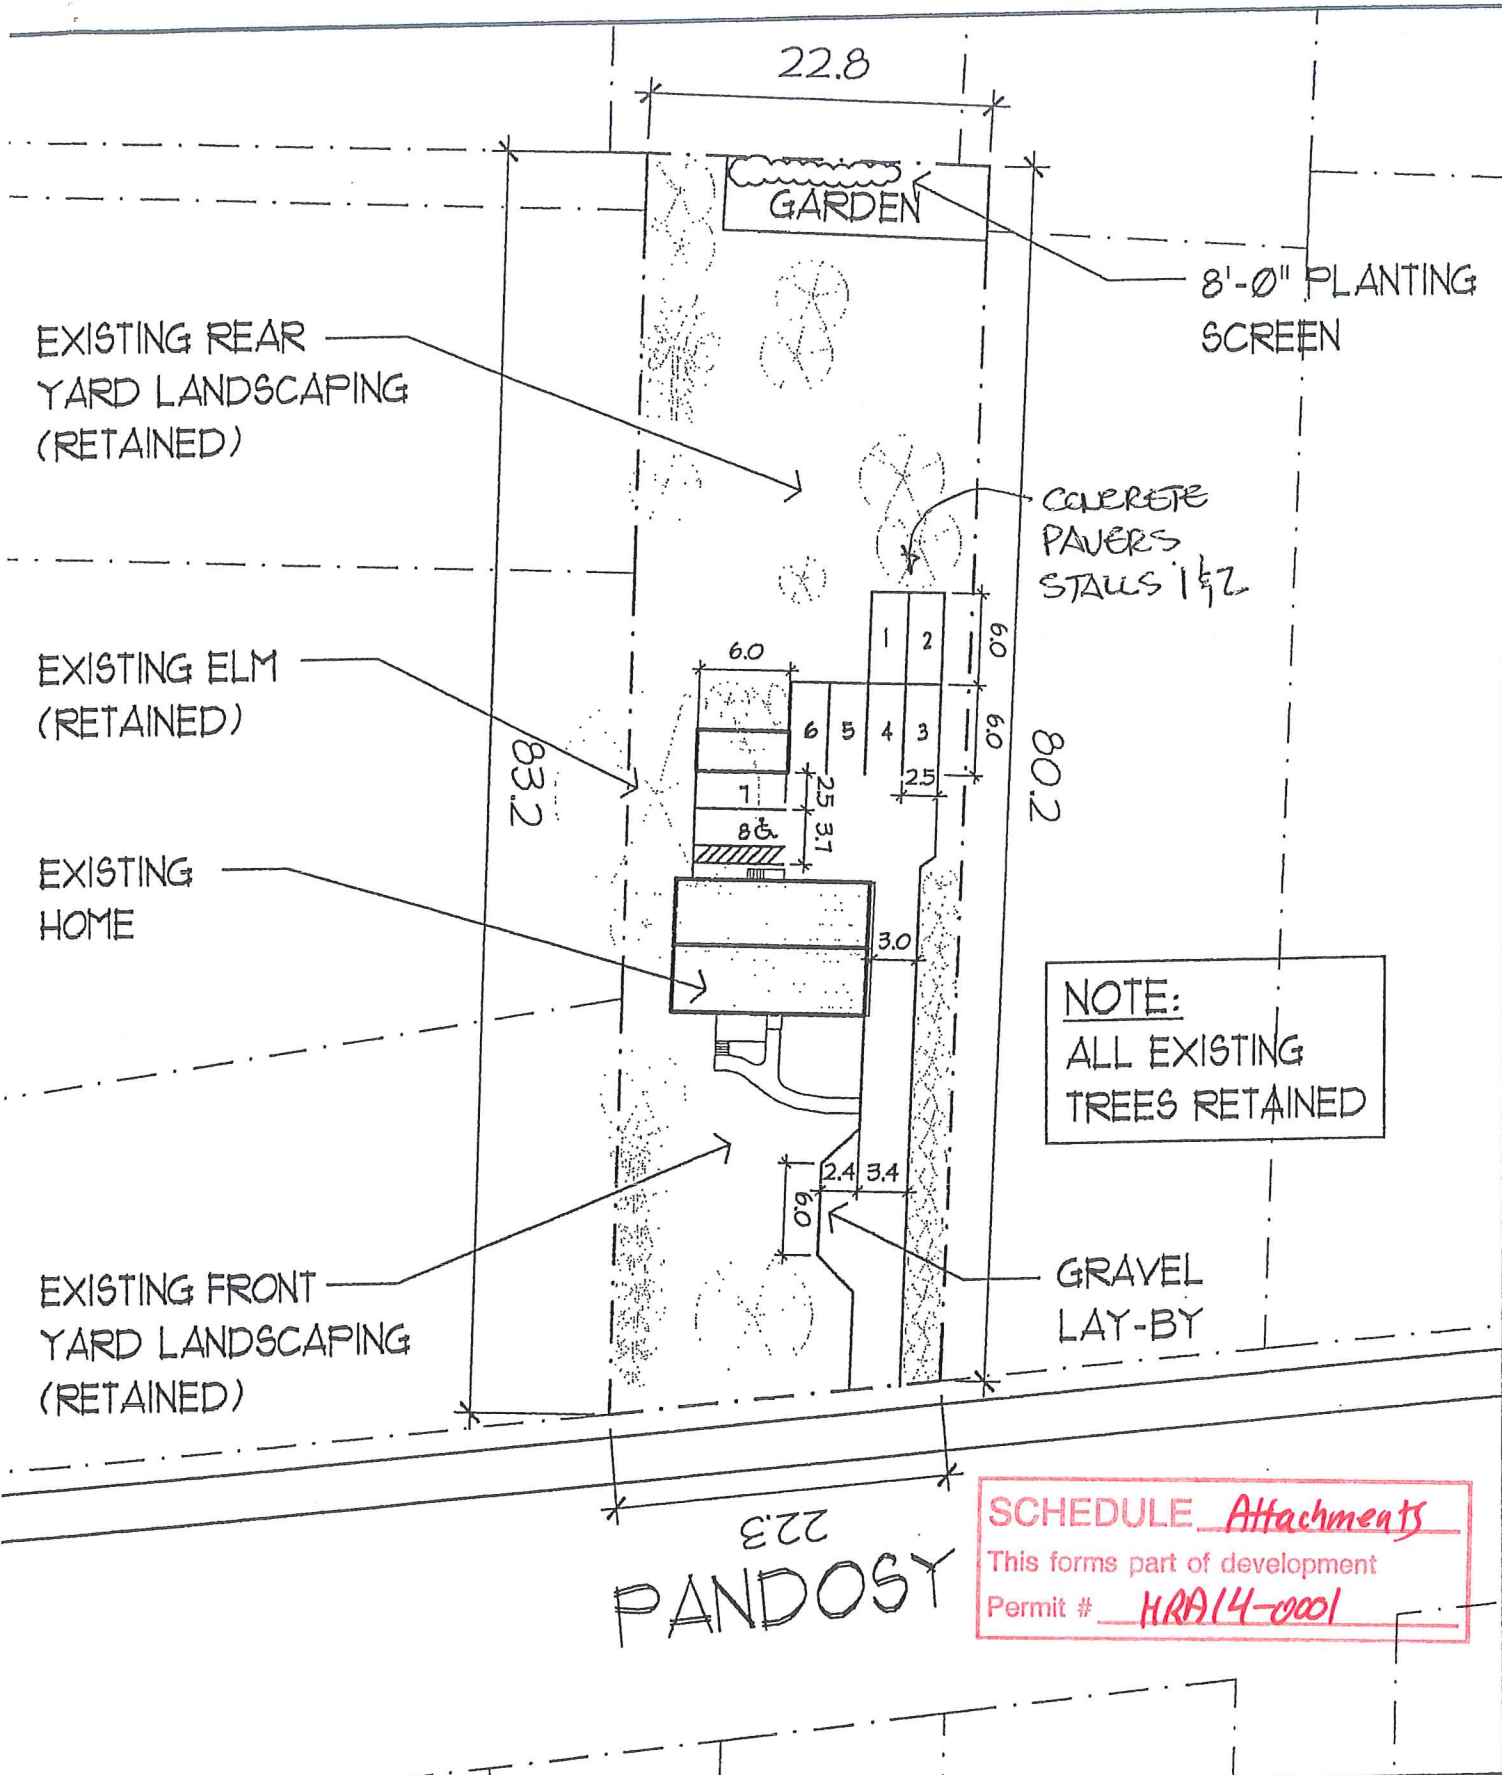 22.8
GARDEN
8'-0" PLANTING
SCREEN
EXISTING REAR
YARD LANDSCAPING
(RETAINED)
CONCRETE
PAVERS
STALLS 1&2
1
2
6.0
6.0
EXISTING ELM
(RETAINED)
6
5
4
3
6.0
83.2
80.2
2.5
7
2.5
8
3.7
EXISTING
HOME
3.0
NOTE:
ALL EXISTING
TREES RETAINED
2.4
3.4
6.0
GRAVEL
LAY-BY
EXISTING FRONT
YARD LANDSCAPING
(RETAINED)
22.3
PANDOSY
SCHEDULE Attachments
This forms part of development
Permit # HRA14-0001